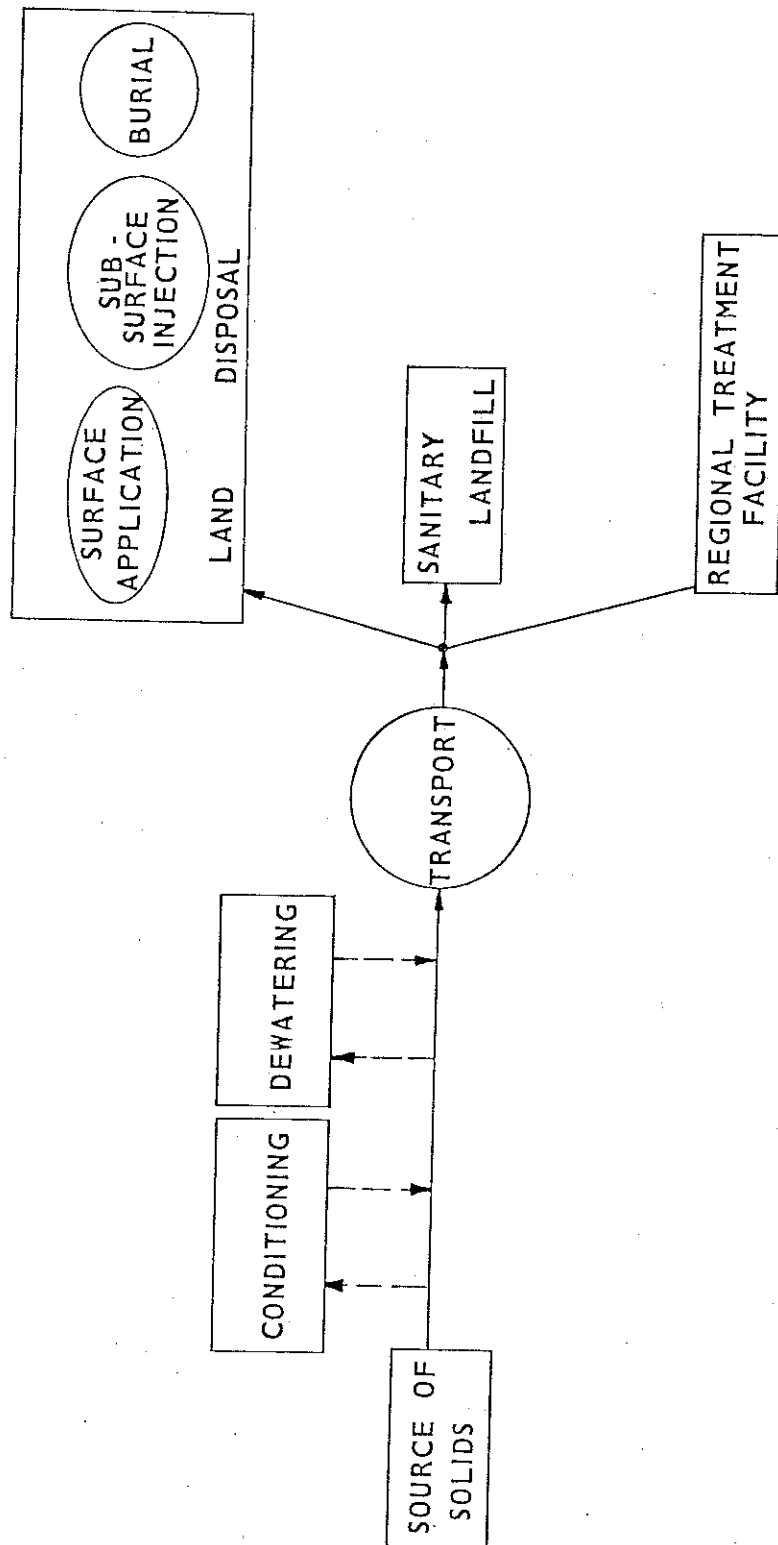 SOURCE OF
SOLIDS
CONDITIONING
DEWATERING
TRANSPORT
SURFACE
APPLICATION
SUB-
SURFACE
INJECTION
BURIAL
LAND DISPOSAL
SANITARY
LANDFILL
REGIONAL TREATMENT
FACILITY